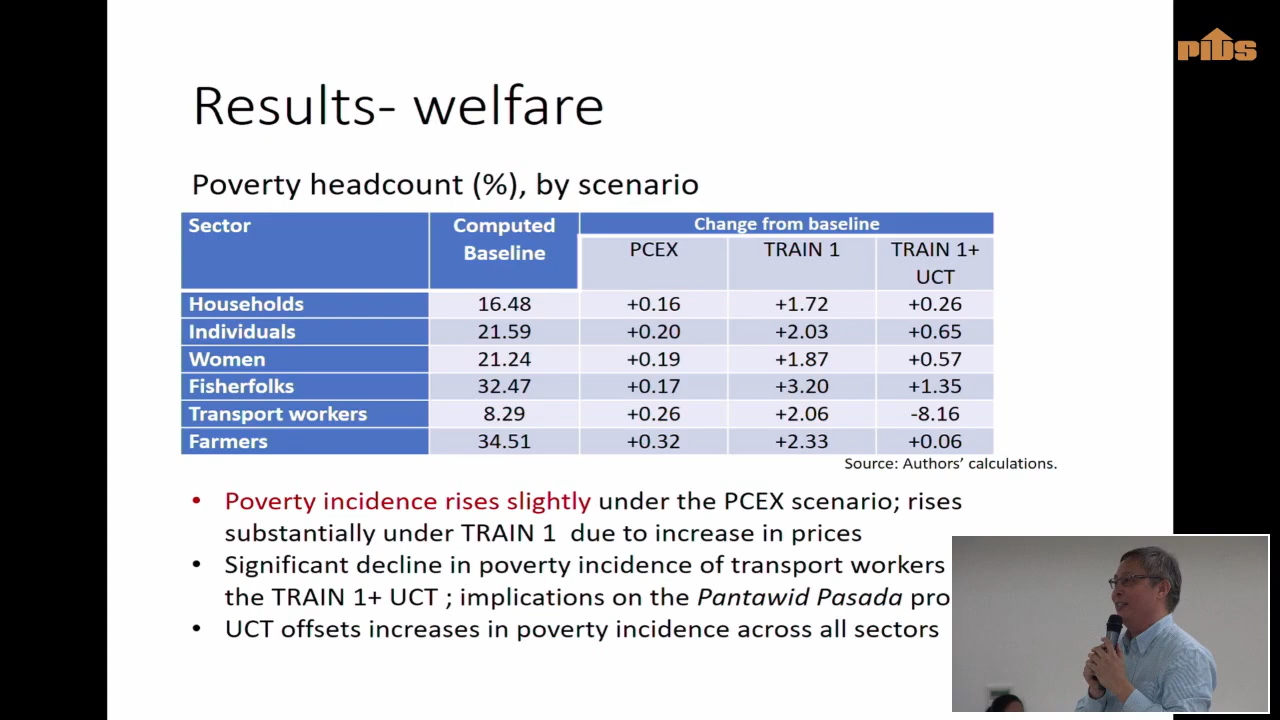 PIDS
Results- welfare
Poverty headcount (%), by scenario
Sector Computed Baseline Change from baseline
PCEX TRAIN 1 TRAIN 1+ UCT
Households 16.48 +0.16 +1.72 +0.26
Individuals 21.59 +0.20 +2.03 +0.65
Women 21.24 +0.19 +1.87 +0.57
Fisherfolks 32.47 +0.17 +3.20 +1.35
Transport workers 8.29 +0.26 +2.06 -8.16
Farmers 34.51 +0.32 +2.33 +0.06
Source: Authors' calculations.
• Poverty incidence rises slightly under the PCEX scenario; rises
substantially under TRAIN 1 due to increase in prices
• Significant decline in poverty incidence of transport workers
the TRAIN 1+ UCT ; implications on the Pantawid Pasada pro
• UCT offsets increases in poverty incidence across all sectors